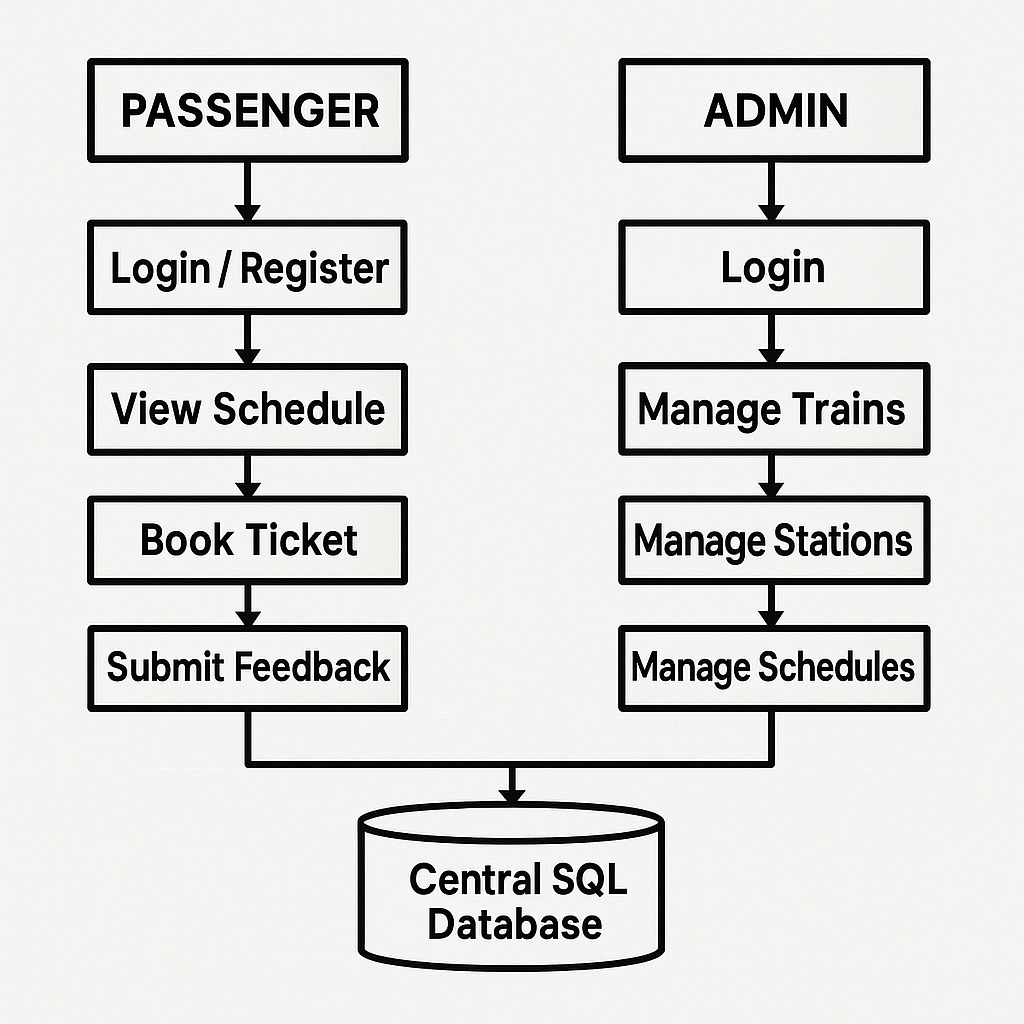 PASSENGER
Login / Register
View Schedule
Book Ticket
Submit Feedback
ADMIN
Login
Manage Trains
Manage Stations
Manage Schedules
Central SQL
Database